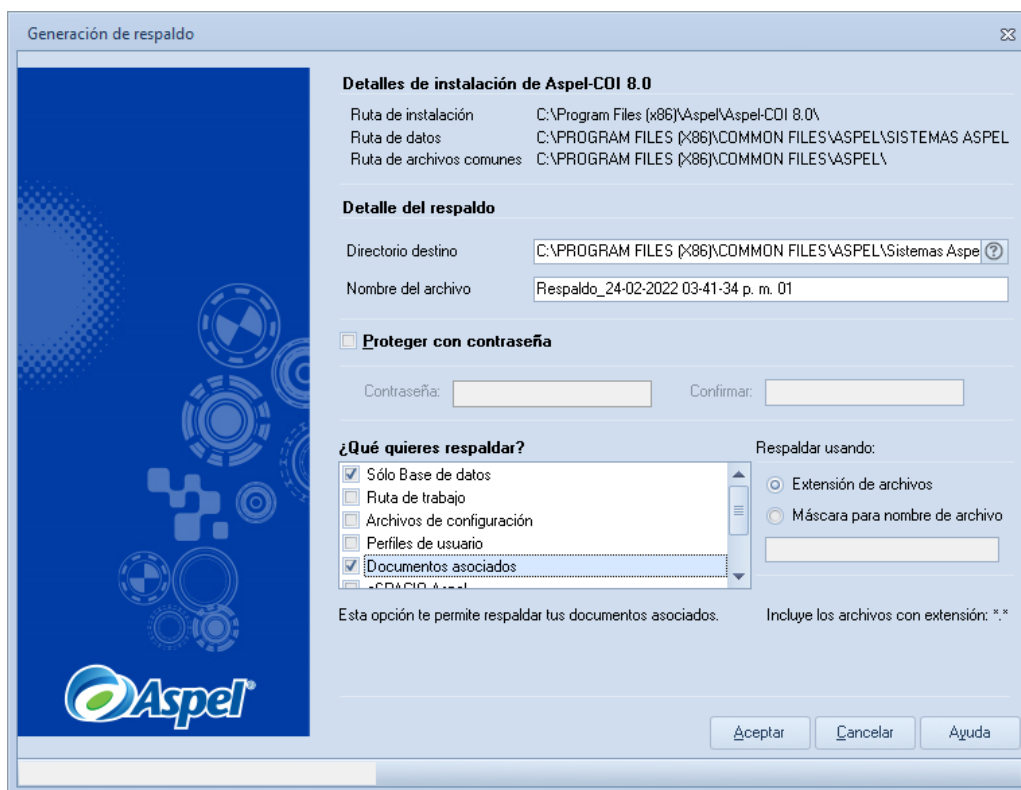 Generación de respaldo
Detalles de instalación de Aspel-COI 8.0
Ruta de instalación C:\Program Files (x86)\Aspel\Aspel-COI 8.0\
Ruta de datos C:\PROGRAM FILES (X86)\COMMON FILES\ASPEL\SISTEMAS ASPEL
Ruta de archivos comunes C:\PROGRAM FILES (X86)\COMMON FILES\ASPEL\
Detalle del respaldo
Directorio destino C:\PROGRAM FILES (X86)\COMMON FILES\ASPEL\Sistemas Aspe
Nombre del archivo Respaldo_24-02-2022 03-41-34 p. m. 01
Proteger con contraseña
Contraseña: Confirmar:
¿Qué quieres respaldar? Respaldar usando:
Sólo Base de datos
Extensión de archivos
Ruta de trabajo
Archivos de configuración
Máscara para nombre de archivo
Perfiles de usuario
Documentos asociados
Esta opción te permite respaldar tus documentos asociados. Incluye los archivos con extensión: *.*
Aspel®
Aceptar Cancelar Ayuda